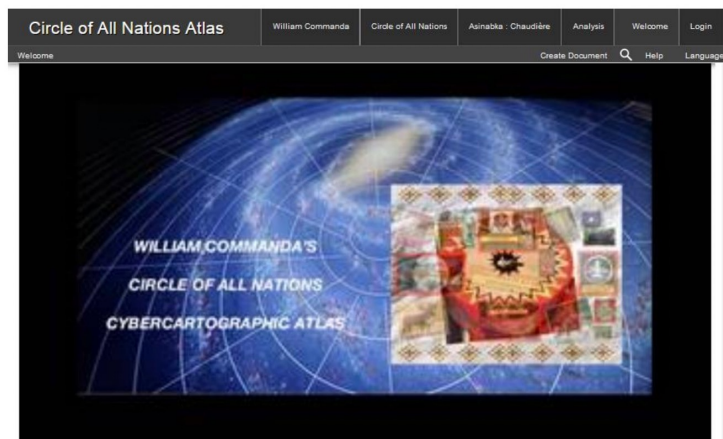 Circle of All Nations Atlas
William Commanda
Circle of All Nations
Asinabka : Chaudière
Analysis
Welcome
Login
Welcome
Create Document
Help
Language
WILLIAM COMMANDA'S
CIRCLE OF ALL NATIONS
CYBERCARTOGRAPHIC ATLAS